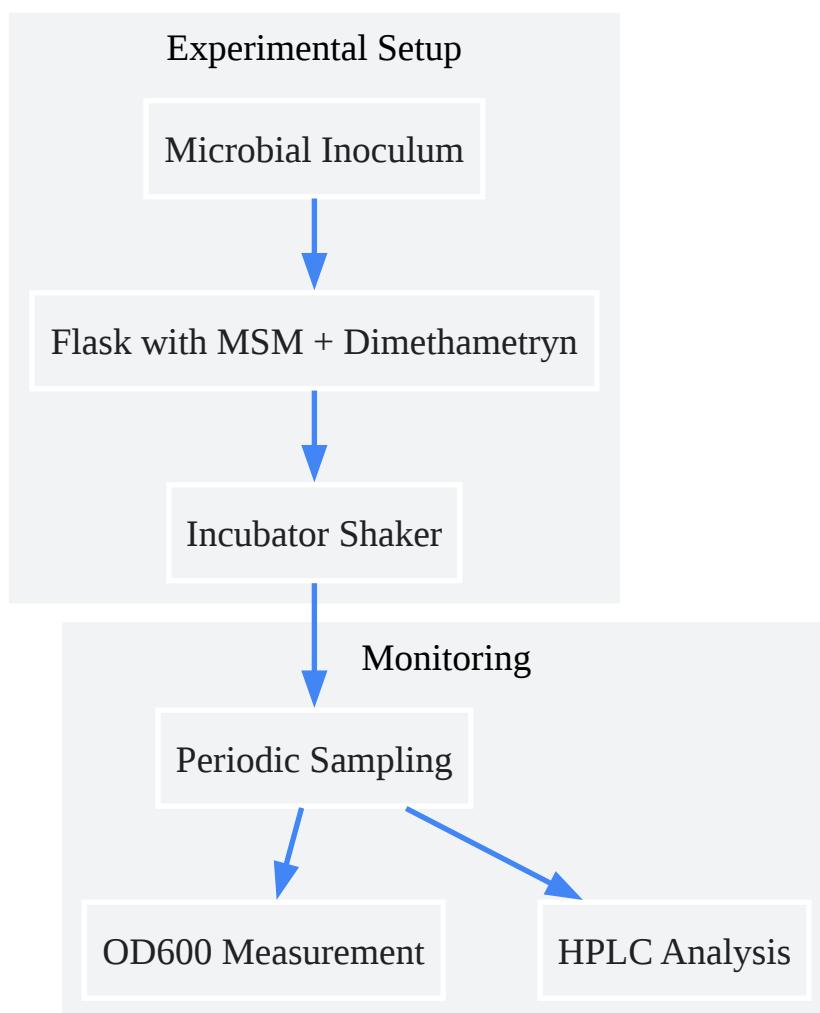 Experimental Setup
Microbial Inoculum
Flask with MSM + Dimethametryn
Incubator Shaker
Monitoring
Periodic Sampling
OD600 Measurement
HPLC Analysis